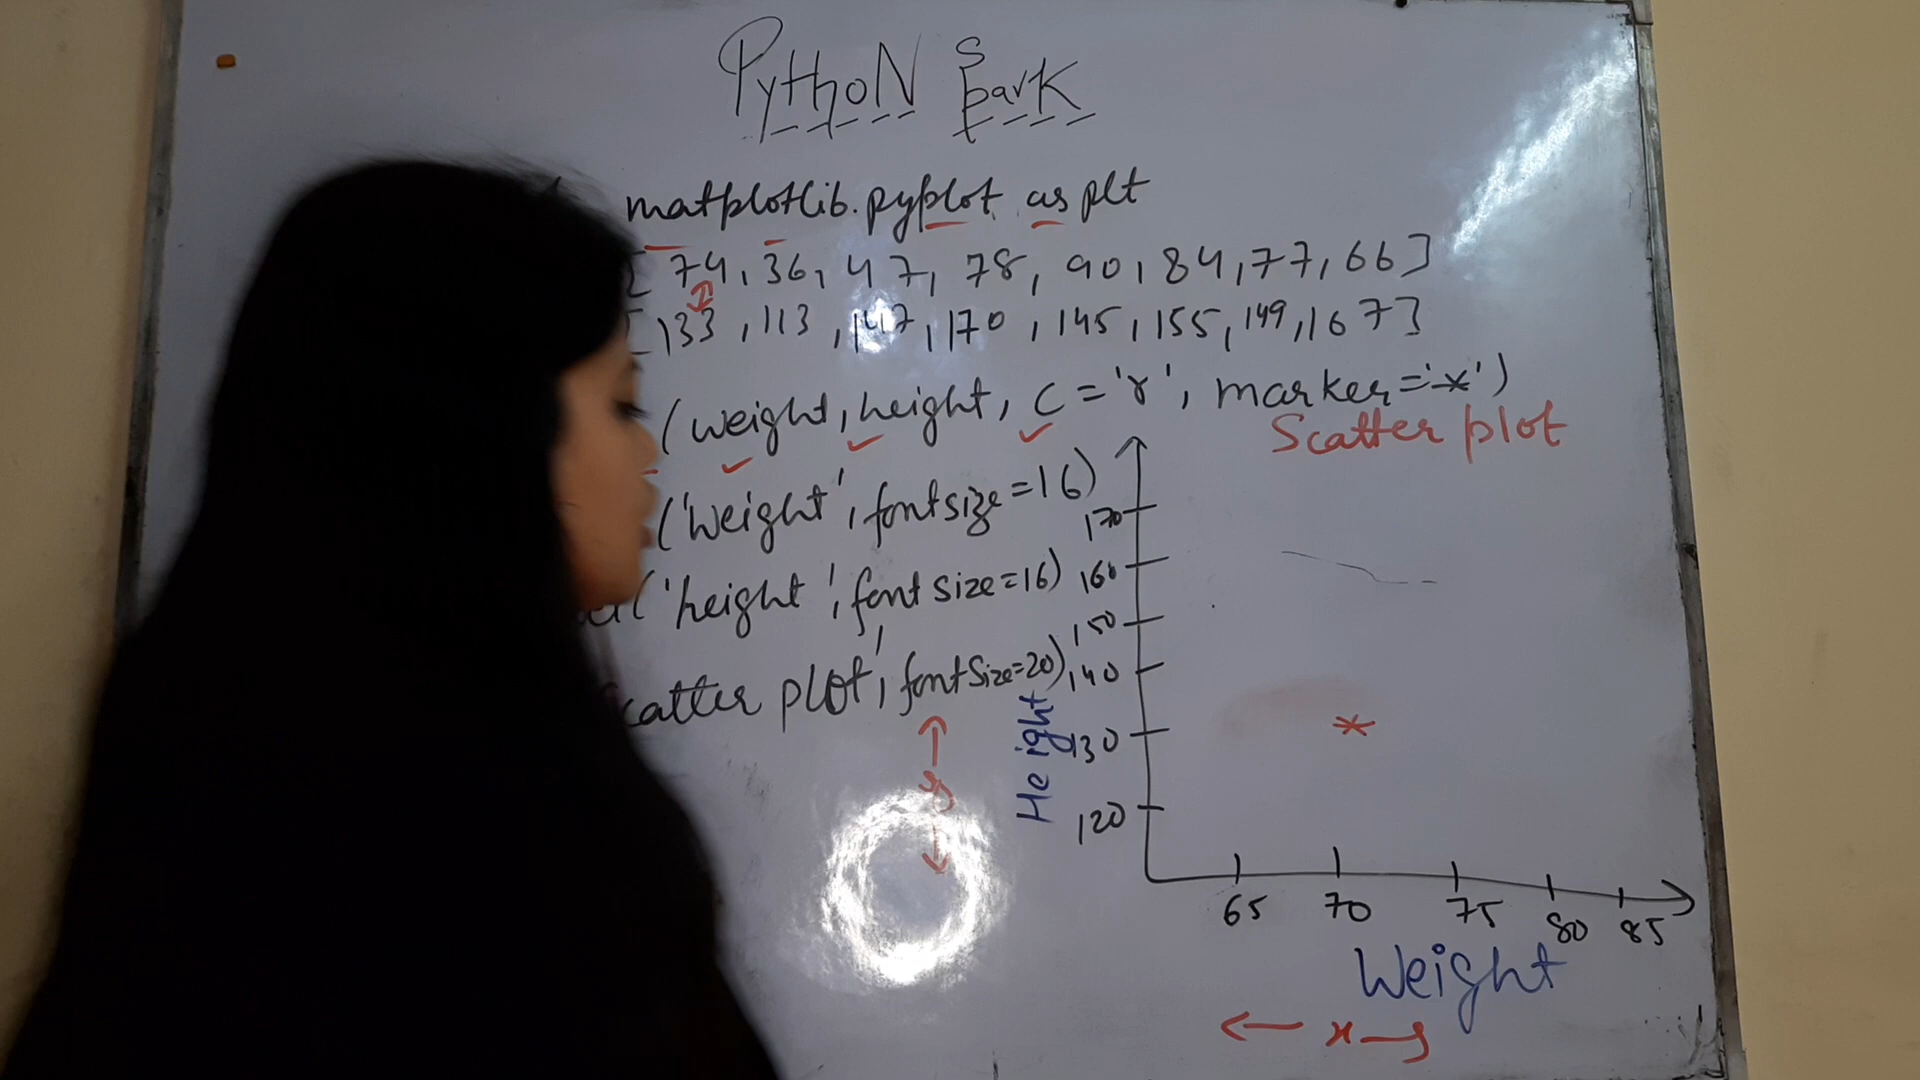 PythoN Spark
matplotlib.pyplot as plt
[74, 36, 47, 78, 90, 84, 77, 66]
[133, 113, 147, 170, 145, 155, 149, 167]
(weight, height, c = 'r', marker = '*')
Scatter plot
('weight', fontsize=16)
('height', font size=16)
catter plot', fontSize=20)
170
160
150
140
130
120
Height
y
65 70 75 80 85
Weight
x